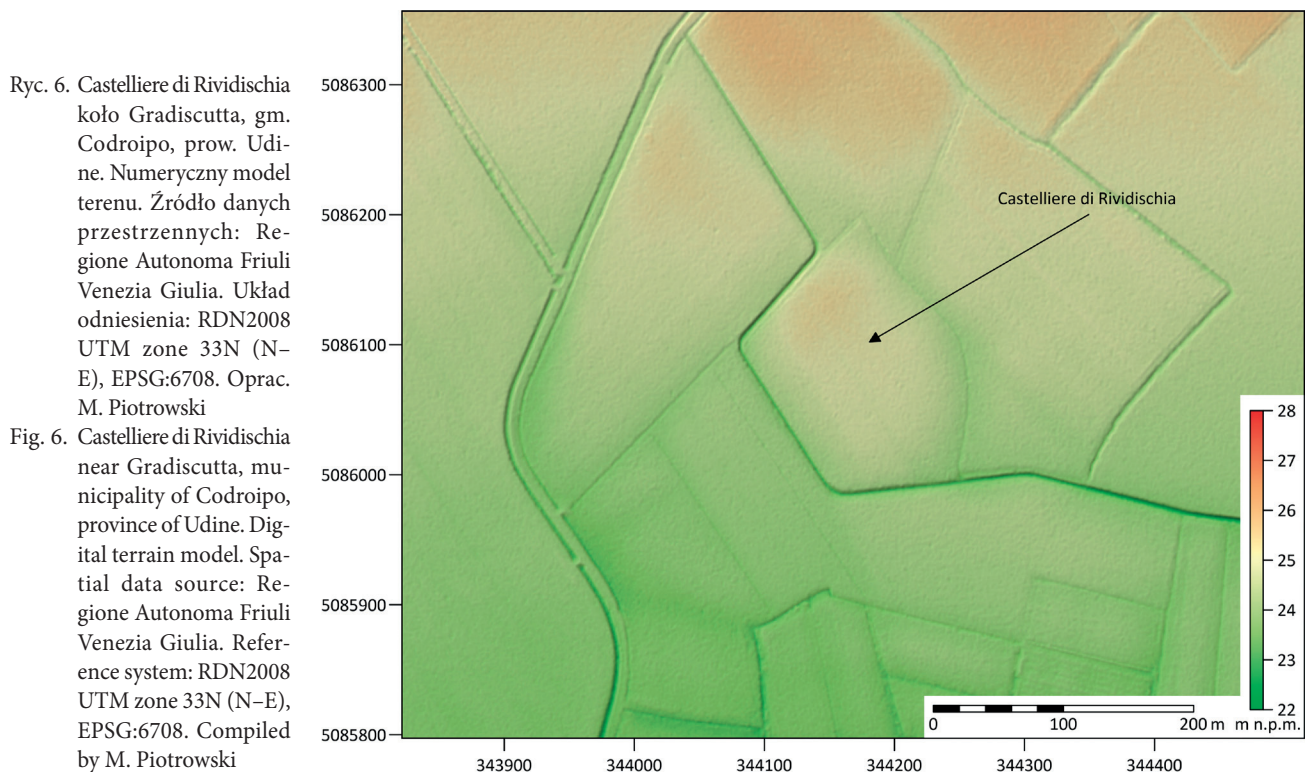 Ryc. 6. Castelliere di Rividischia
koło Gradiscutta, gm.
Codroipo, prow. Udi-
ne. Numeryczny model
terenu. Źródło danych
przestrzennych: Re-
gione Autonoma Friuli
Venezia Giulia. Układ
odniesienia: RDN2008
UTM zone 33N (N–
E), EPSG:6708. Oprac.
M. Piotrowski
Fig. 6. Castelliere di Rividischia
near Gradiscutta, mu-
nicipality of Codroipo,
province of Udine. Dig-
ital terrain model. Spa-
tial data source: Re-
gione Autonoma Friuli
Venezia Giulia. Refer-
ence system: RDN2008
UTM zone 33N (N–E),
EPSG:6708. Compiled
by M. Piotrowski
5086300
5086200
5086100
5086000
5085900
5085800
Castelliere di Rividischia
28
27
26
25
24
23
22
0 100 200 m m n.p.m.
343900 344000 344100 344200 344300 344400